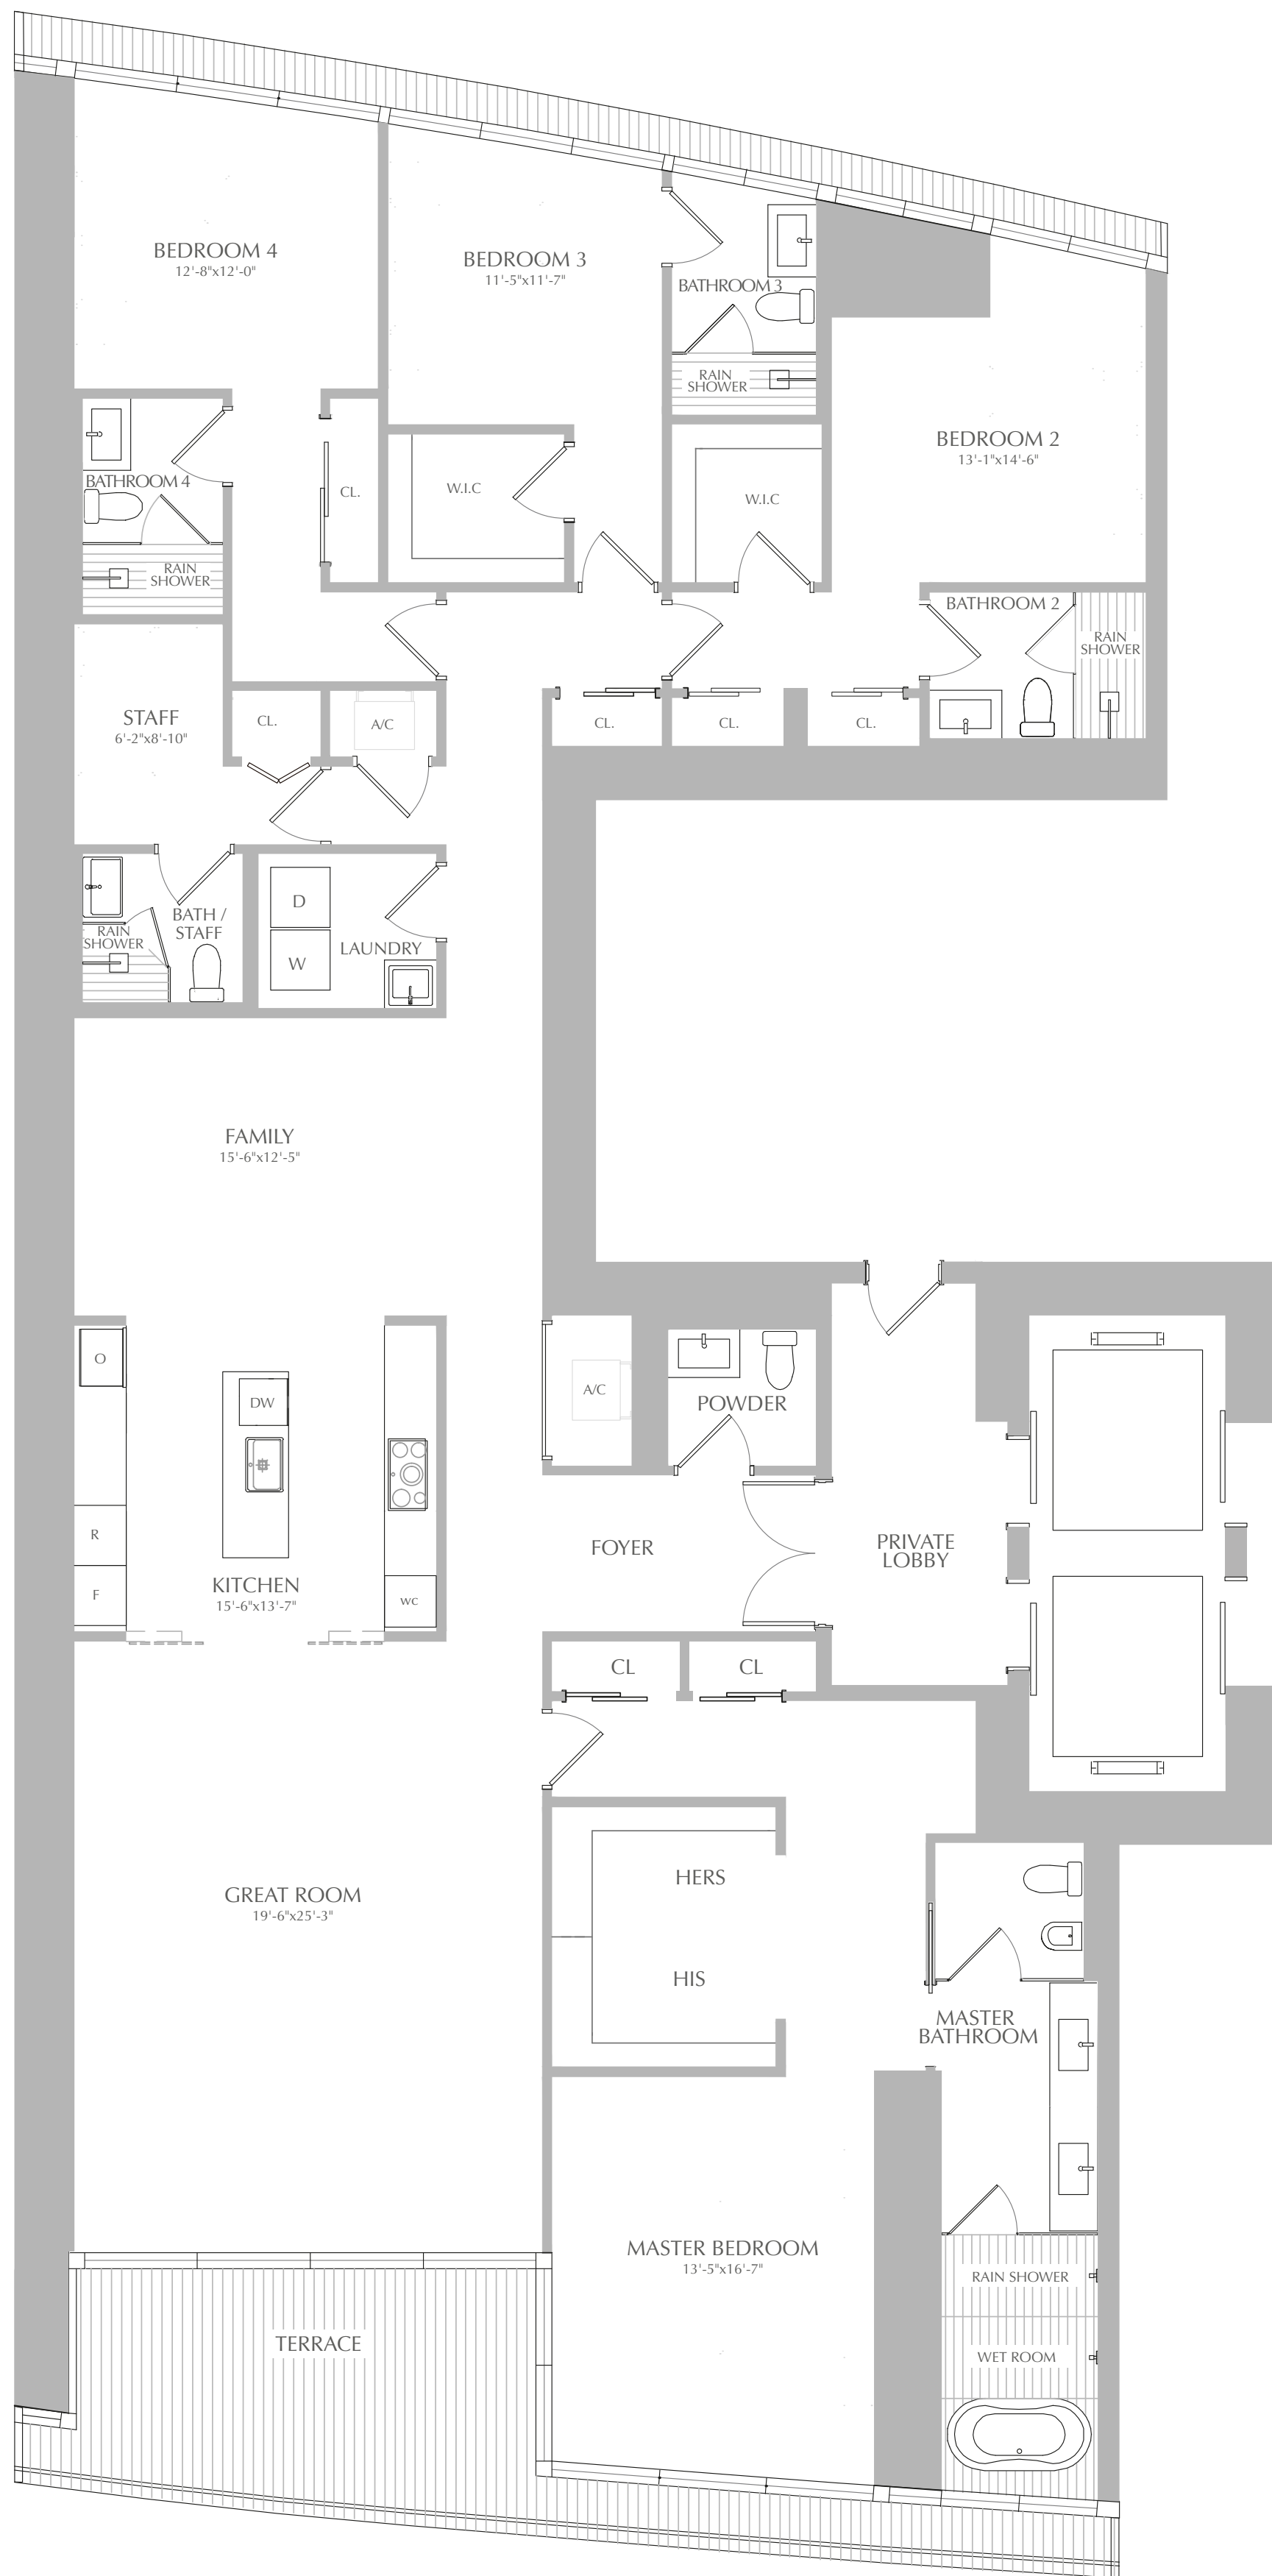 BEDROOM 4
12'-8"x12'-0"
BEDROOM 3
11'-5"x11'-7"
BATHROOM 3
RAIN
SHOWER
BEDROOM 2
13'-1"x14'-6"
BATHROOM 4
RAIN
SHOWER
CL.
W.I.C
W.I.C
BATHROOM 2
RAIN
SHOWER
STAFF
6'-2"x8'-10"
CL.
A/C
CL.
CL.
CL.
BATH /
STAFF
RAIN
SHOWER
D
W
LAUNDRY
FAMILY
15'-6"x12'-5"
O
DW
A/C
POWDER
R
F
KITCHEN
15'-6"x13'-7"
WC
FOYER
PRIVATE
LOBBY
CL
CL
GREAT ROOM
19'-6"x25'-3"
HERS
HIS
MASTER
BATHROOM
MASTER BEDROOM
13'-5"x16'-7"
RAIN SHOWER
WET ROOM
TERRACE